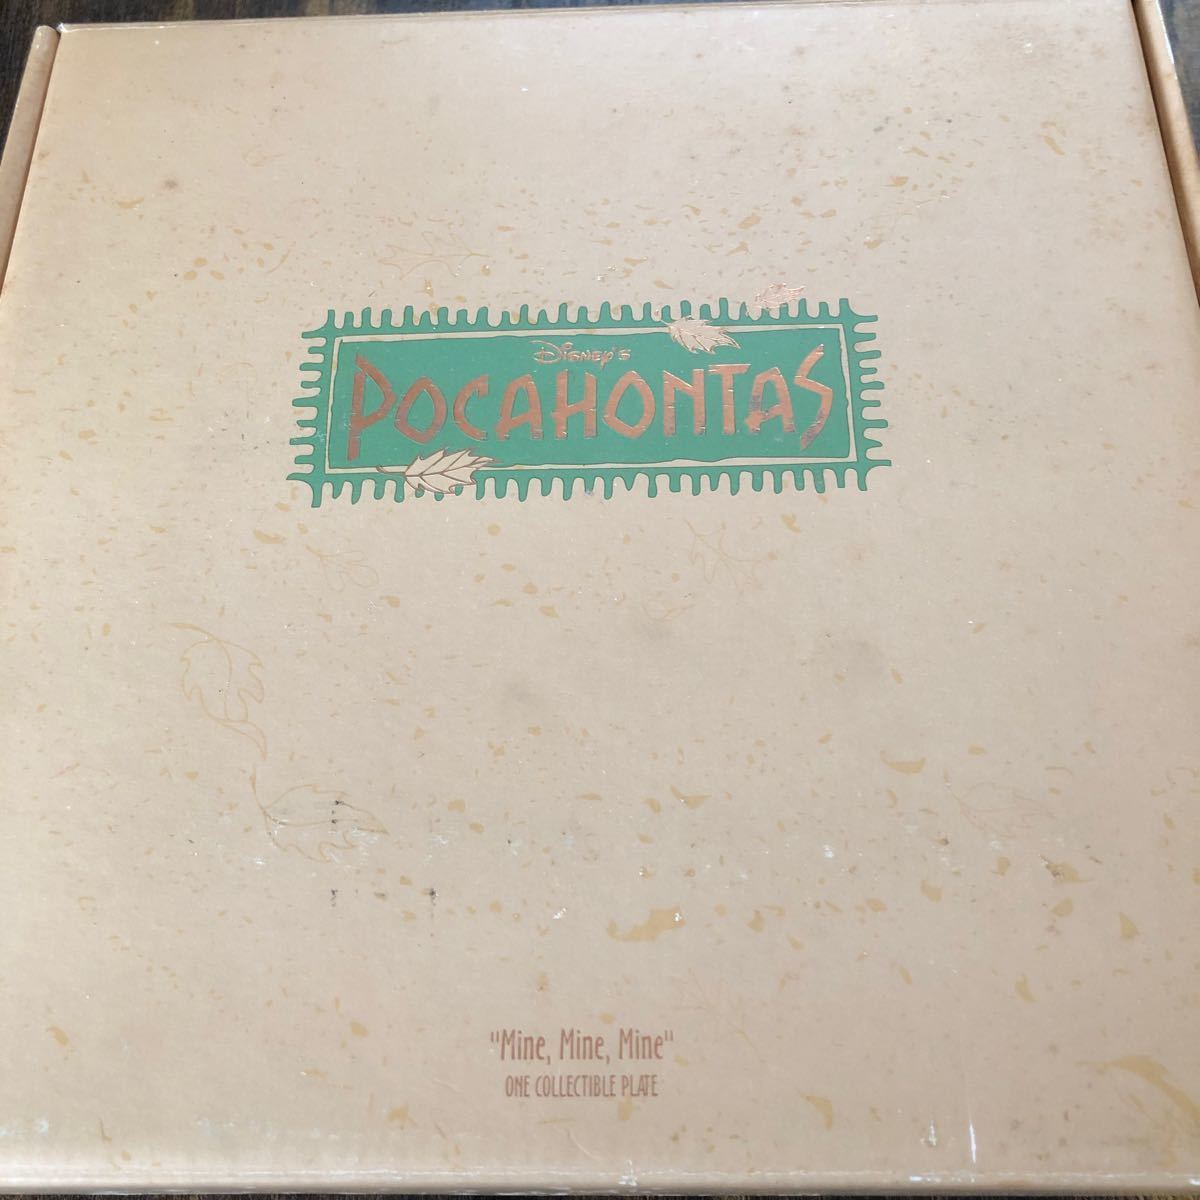 Disney's
POCAHONTAS
"Mine, Mine, Mine"
ONE COLLECTIBLE PLATE